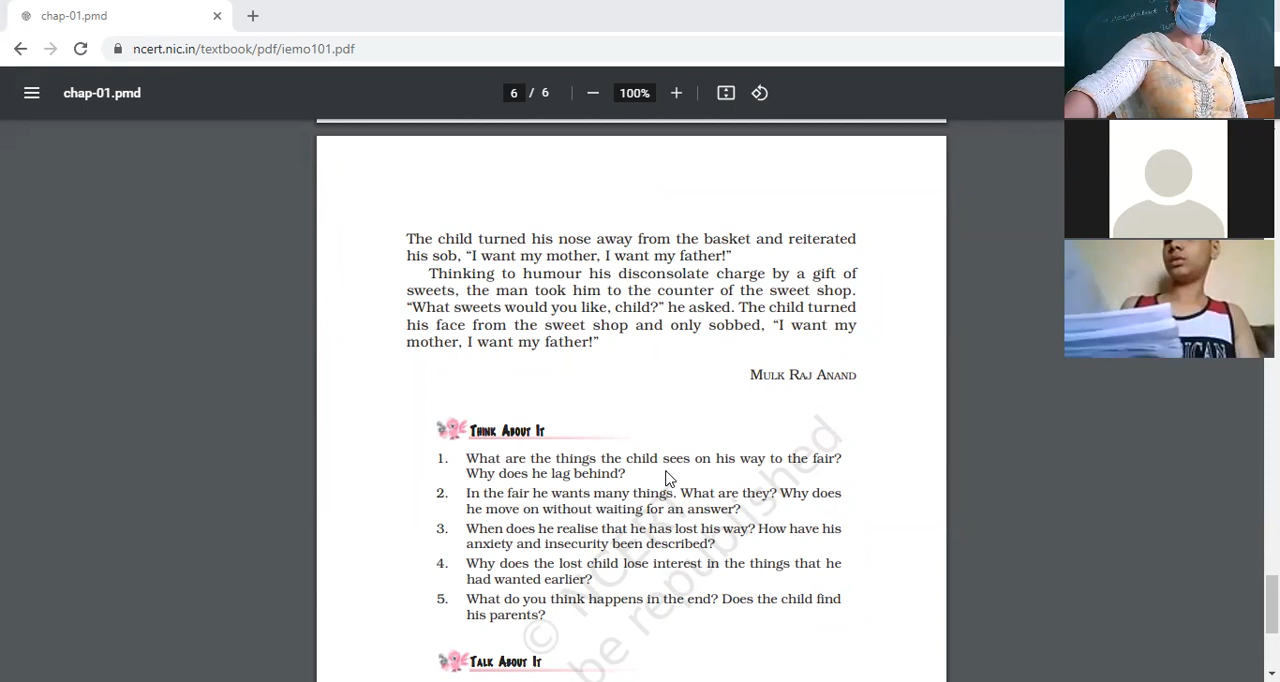 chap-01.pmd
ncert.nic.in/textbook/pdf/iemo101.pdf
chap-01.pmd
6 / 6
100%
The child turned his nose away from the basket and reiterated
his sob, “I want my mother, I want my father!”
Thinking to humour his disconsolate charge by a gift of
sweets, the man took him to the counter of the sweet shop.
“What sweets would you like, child?” he asked. The child turned
his face from the sweet shop and only sobbed, “I want my
mother, I want my father!”
MULK RAJ ANAND
THINK ABOUT IT
1. What are the things the child sees on his way to the fair?
Why does he lag behind?
2. In the fair he wants many things. What are they? Why does
he move on without waiting for an answer?
3. When does he realise that he has lost his way? How have his
anxiety and insecurity been described?
4. Why does the lost child lose interest in the things that he
had wanted earlier?
5. What do you think happens in the end? Does the child find
his parents?
TALK ABOUT IT
© NCERT
be republished